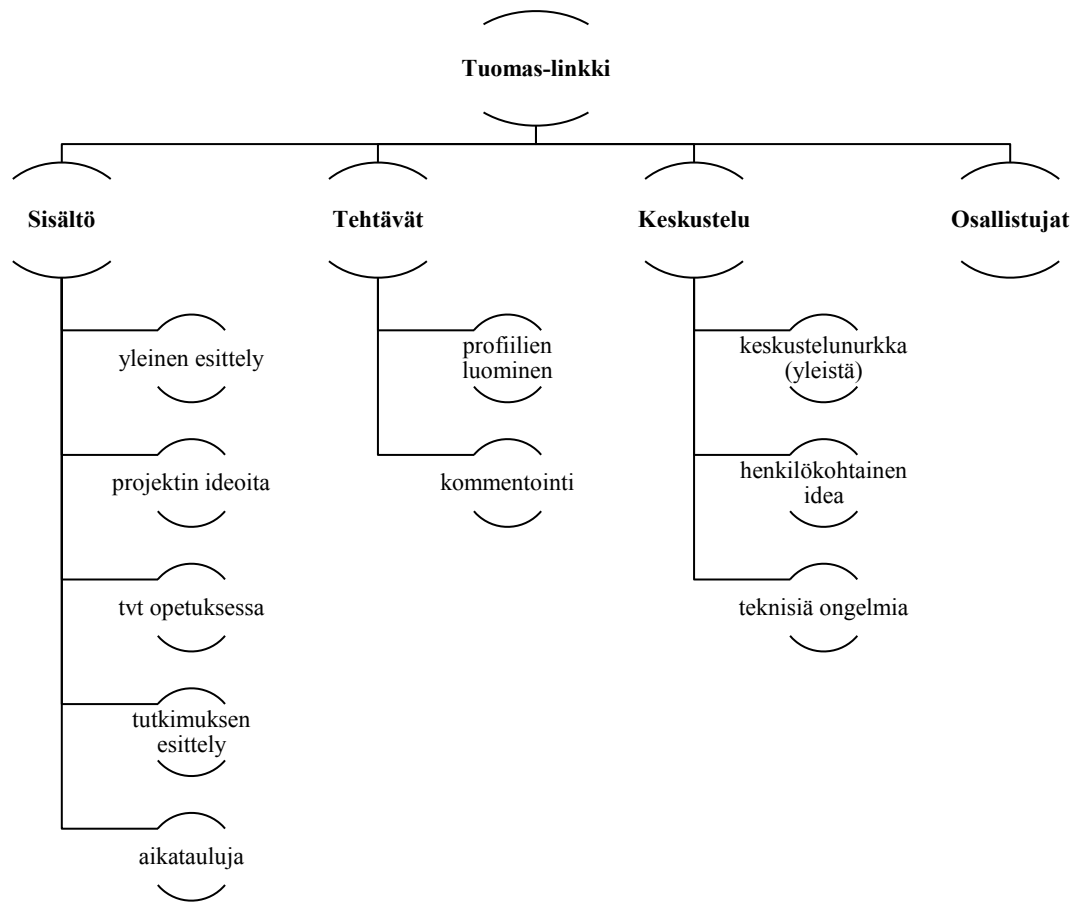 Tuomas-linkki
Sisältö
Tehtävät
Keskustelu
Osallistujat
yleinen esittely
projektin ideoita
tvt opetuksessa
tutkimuksen
esittely
aikatauluja
profiilien
luominen
kommentointi
keskustelunurkka
(yleistä)
henkilökohtainen
idea
teknisiä ongelmia